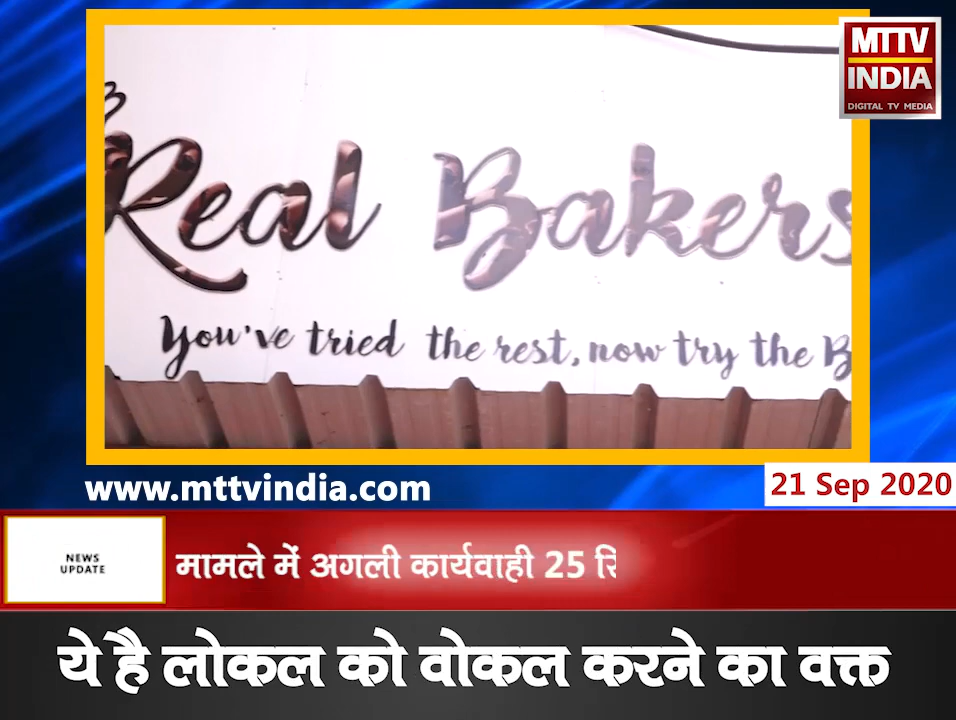 MTTV
INDIA
DIGITAL TV MEDIA
Real Bakers
You've tried the rest, now try the B
www.mttvindia.com
21 Sep 2020
NEWS
UPDATE
मामले में अगली कार्यवाही 25
ये है लोकल को वोकल करने का वक्त